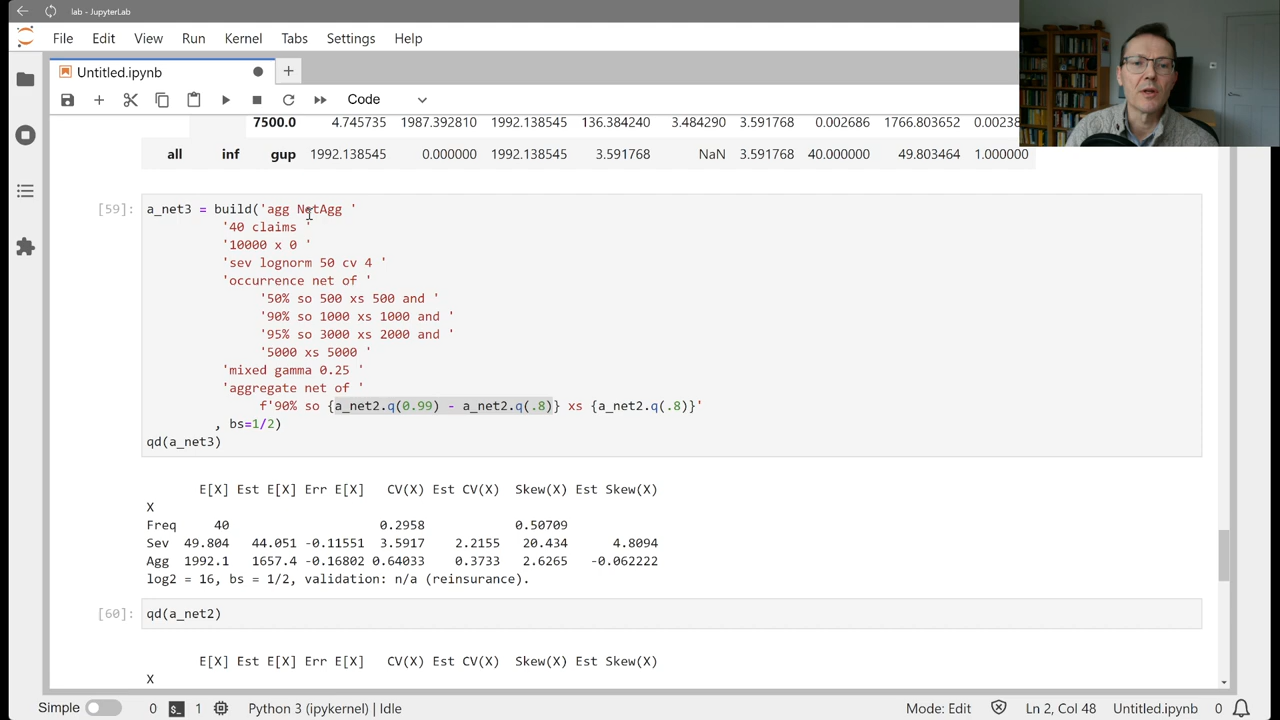 lab - JupyterLab
File Edit View Run Kernel Tabs Settings Help
Untitled.ipynb
Code
7500.0 4.745735 1987.392810 1992.138545 136.384240 3.484290 3.591768 0.002686 1766.803652 0.00238
all inf gup 1992.138545 0.000000 1992.138545 3.591768 NaN 3.591768 40.000000 49.803464 1.000000
[59]: a_net3 = build('agg NetAgg '
'40 claims '
'10000 x 0 '
'sev lognorm 50 cv 4 '
'occurrence net of '
'50% so 500 xs 500 and '
'90% so 1000 xs 1000 and '
'95% so 3000 xs 2000 and '
'5000 xs 5000 '
'mixed gamma 0.25 '
'aggregate net of '
f'90% so {a_net2.q(0.99) - a_net2.q(.8)} xs {a_net2.q(.8)}'
, bs=1/2)
qd(a_net3)
E[X] Est E[X] Err E[X] CV(X) Est CV(X) Skew(X) Est Skew(X)
X
Freq 40 0.2958 0.50709
Sev 49.804 44.051 -0.11551 3.5917 2.2155 20.434 4.8094
Agg 1992.1 1657.4 -0.16802 0.64033 0.3733 2.6265 -0.062222
log2 = 16, bs = 1/2, validation: n/a (reinsurance).
[60]: qd(a_net2)
E[X] Est E[X] Err E[X] CV(X) Est CV(X) Skew(X) Est Skew(X)
X
Simple 0 1 Python 3 (ipykernel) | Idle Mode: Edit Ln 2, Col 48 Untitled.ipynb 0